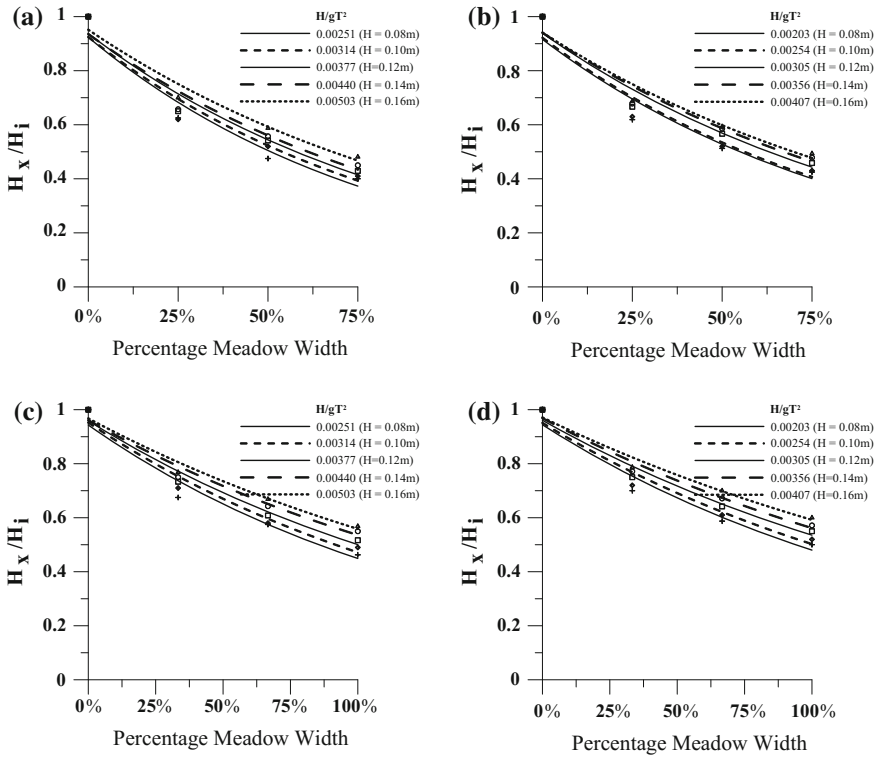 (a)
H/gT²
0.00251 (H = 0.08m)
0.00314 (H = 0.10m)
0.00377 (H=0.12m)
0.00440 (H = 0.14m)
0.00503 (H = 0.16m)
1
0.8
0.6
0.4
0.2
0
H x /H i
0% 25% 50% 75%
Percentage Meadow Width
(b)
H/gT²
0.00203 (H = 0.08m)
0.00254 (H = 0.10m)
0.00305 (H = 0.12m)
0.00356 (H=0.14m)
0.00407 (H=0.16m)
1
0.8
0.6
0.4
0.2
0
H x /H i
0% 25% 50% 75%
Percentage Meadow Width
(c)
H/gT²
0.00251 (H = 0.08m)
0.00314 (H = 0.10m)
0.00377 (H=0.12m)
0.00440 (H = 0.14m)
0.00503 (H = 0.16m)
1
0.8
0.6
0.4
0.2
0
H x /H i
0% 25% 50% 75% 100%
Percentage Meadow Width
(d)
H/gT²
0.00203 (H = 0.08m)
0.00254 (H = 0.10m)
0.00305 (H = 0.12m)
0.00356 (H=0.14m)
0.00407 (H=0.16m)
1
0.8
0.6
0.4
0.2
0
H x /H i
0% 25% 50% 75% 100%
Percentage Meadow Width